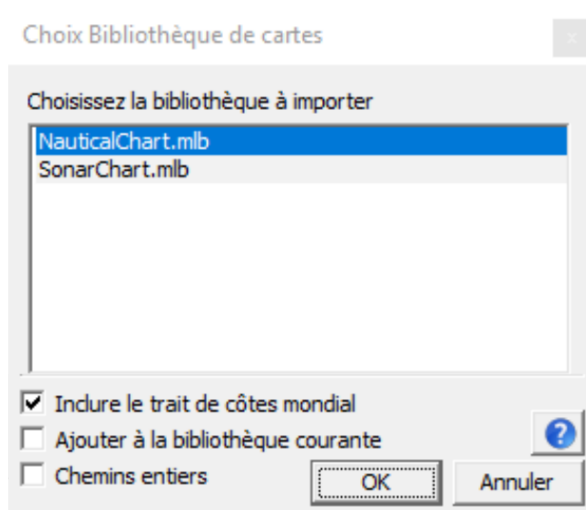 Choix Bibliothèque de cartes
x
Choisissez la bibliothèque à importer
NauticalChart.mlb
SonarChart.mlb
Inclure le trait de côtes mondial
Ajouter à la bibliothèque courante
?
Chemins entiers
OK
Annuler